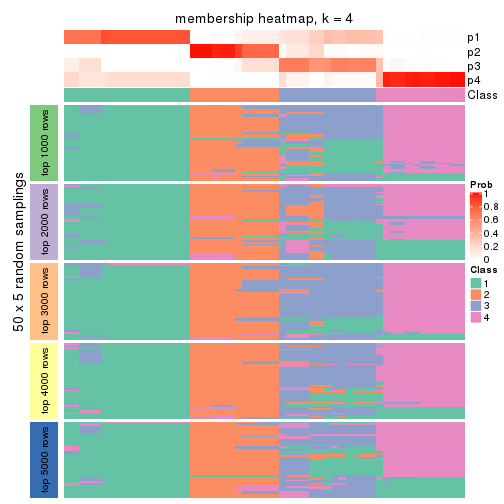 membership heatmap, k = 4
p1
p2
p3
p4
Class
50 x 5 random samplings
top 1000 rows
top 2000 rows
top 3000 rows
top 4000 rows
top 5000 rows
Prob
1
0.8
0.6
0.4
0.2
0
Class
1
2
3
4